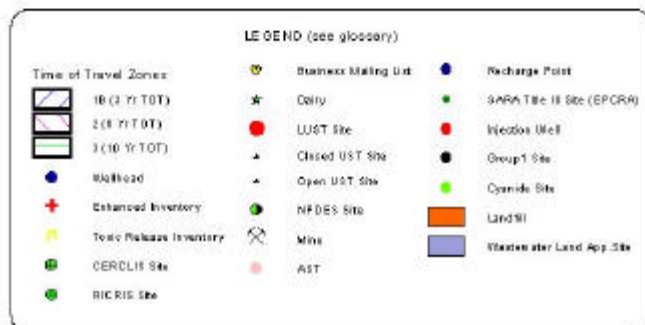 LEGEND (see glossary)
Time of Travel Zones
1B (3 Yr TOT)
2 (6 Yr TOT)
3 (10 Yr TOT)
Wellhead
Enhanced Inventory
Toxic Release Inventory
CERCLIS Site
RICRIS Site
Business Mailing List
Dairy
LUST Site
Closed UST Site
Open UST Site
NPDES Site
Mine
AST
Recharge Point
SARA Title III Site (EPCRA)
Injection Well
Group1 Site
Cyanide Site
Landfill
Wastewater Land App.Site